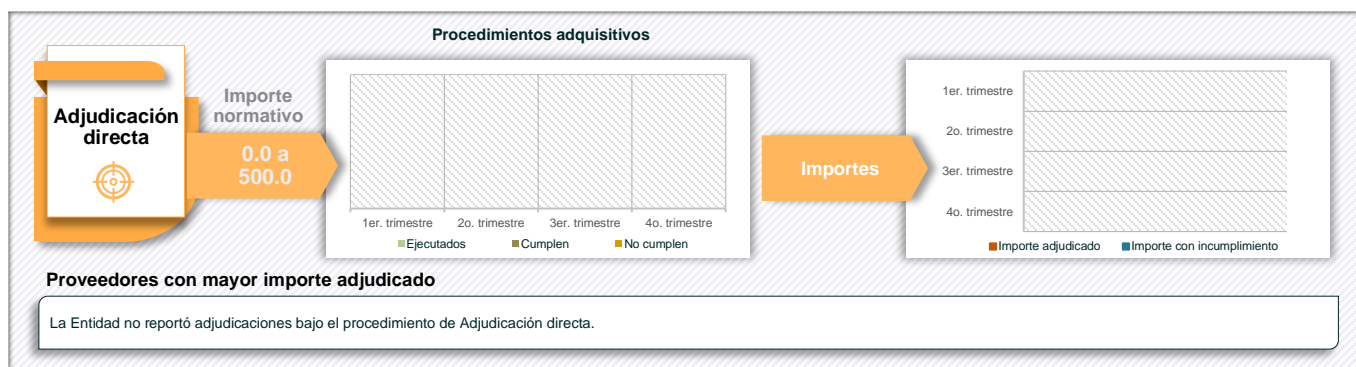 Procedimientos adquisitivos
Adjudicación
directa
Importe
normativo
0.0 a
500.0
1er. trimestre
2o. trimestre
3er. trimestre
4o. trimestre
Ejecutados
Cumplen
No cumplen
Importes
1er. trimestre
2o. trimestre
3er. trimestre
4o. trimestre
Importe adjudicado
Importe con incumplimiento
Proveedores con mayor importe adjudicado
La Entidad no reportó adjudicaciones bajo el procedimiento de Adjudicación directa.